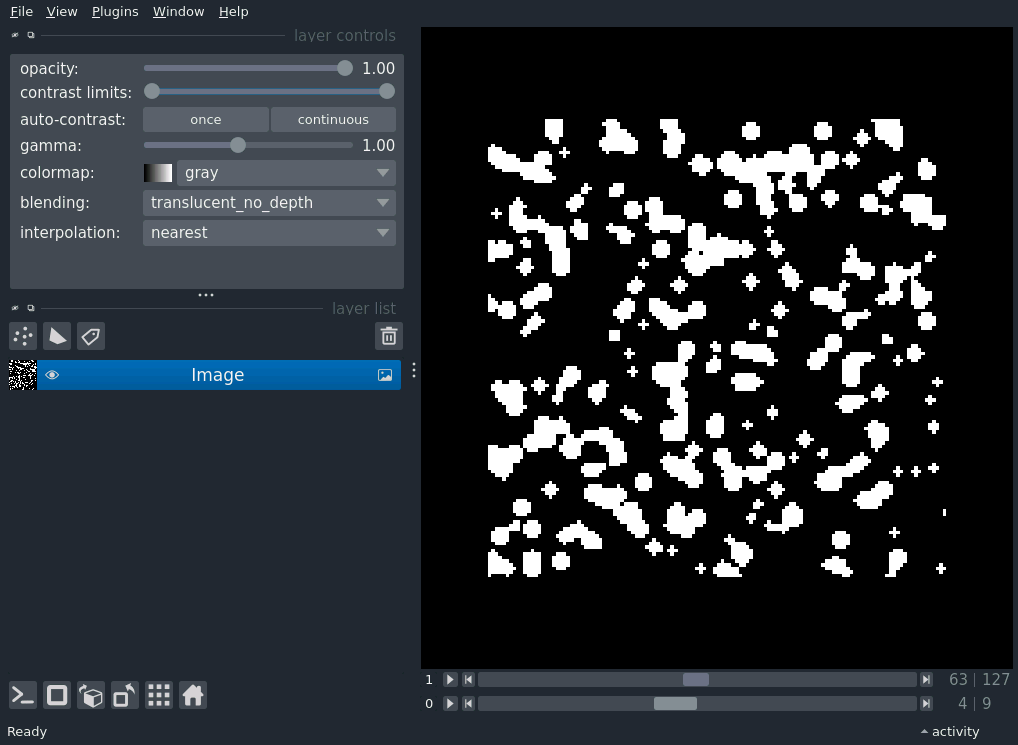 File View Plugins Window Help
layer controls
opacity: 1.00
contrast limits:
auto-contrast: once continuous
gamma: 1.00
colormap: gray
blending: translucent_no_depth
interpolation: nearest
layer list
Image
1 63 | 127
0 4 | 9
Ready activity